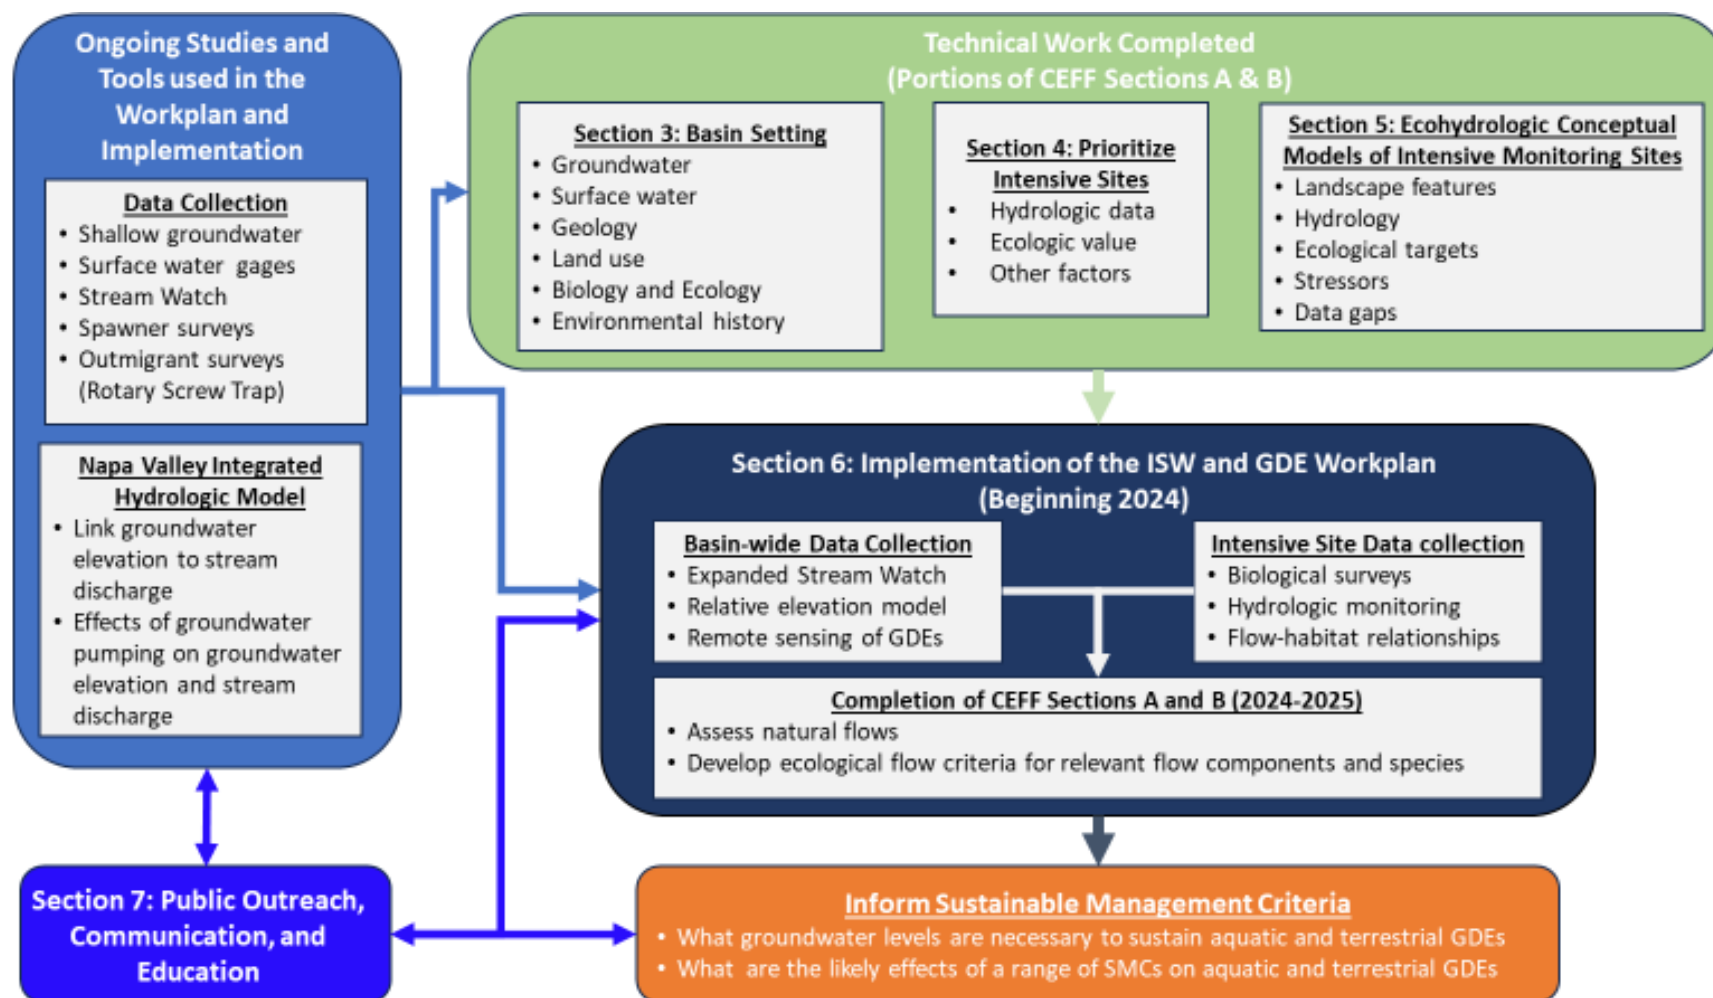 Ongoing Studies and
Tools used in the
Workplan and
Implementation
Data Collection
• Shallow groundwater
• Surface water gages
• Stream Watch
• Spawner surveys
• Outmigrant surveys
(Rotary Screw Trap)
Napa Valley Integrated
Hydrologic Model
• Link groundwater
elevation to stream
discharge
• Effects of groundwater
pumping on groundwater
elevation and stream
discharge
Technical Work Completed
(Portions of CEFF Sections A & B)
Section 3: Basin Setting
• Groundwater
• Surface water
• Geology
• Land use
• Biology and Ecology
• Environmental history
Section 4: Prioritize
Intensive Sites
• Hydrologic data
• Ecologic value
• Other factors
Section 5: Ecohydrologic Conceptual
Models of Intensive Monitoring Sites
• Landscape features
• Hydrology
• Ecological targets
• Stressors
• Data gaps
Section 6: Implementation of the ISW and GDE Workplan
(Beginning 2024)
Basin-wide Data Collection
• Expanded Stream Watch
• Relative elevation model
• Remote sensing of GDEs
Intensive Site Data collection
• Biological surveys
• Hydrologic monitoring
• Flow-habitat relationships
Completion of CEFF Sections A and B (2024-2025)
• Assess natural flows
• Develop ecological flow criteria for relevant flow components and species
Section 7: Public Outreach,
Communication, and
Education
Inform Sustainable Management Criteria
• What groundwater levels are necessary to sustain aquatic and terrestrial GDEs
• What are the likely effects of a range of SMCs on aquatic and terrestrial GDEs